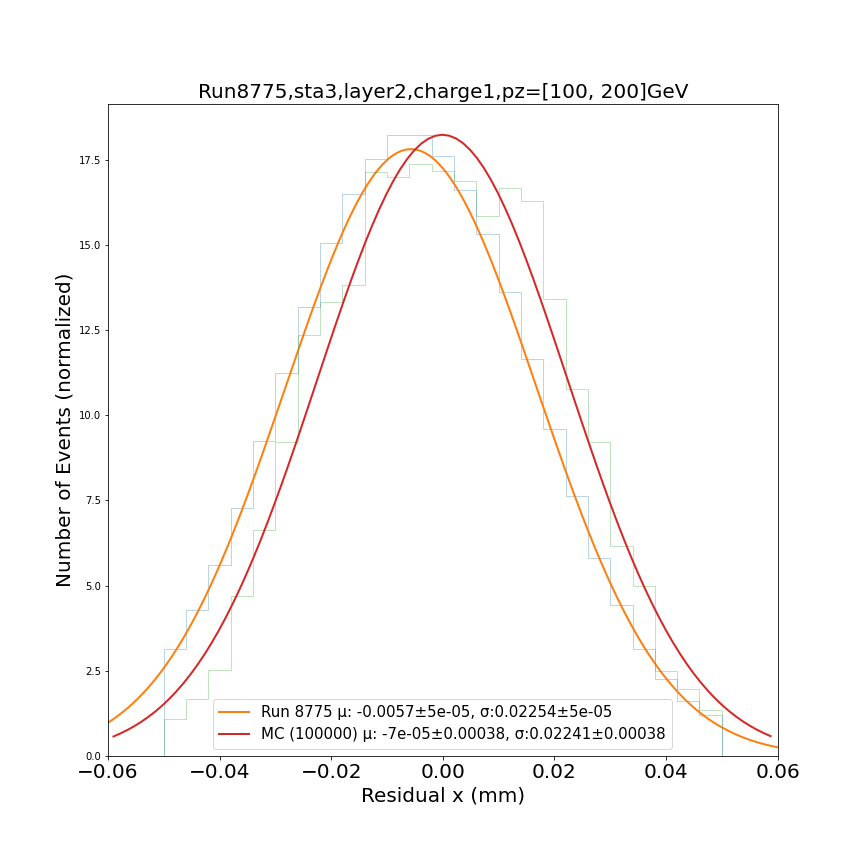 Run8775,sta3,layer2,charge1,pz=[100, 200]GeV
Number of Events (normalized)
17.5
15.0
12.5
10.0
7.5
5.0
2.5
0.0
Run 8775 μ: -0.0057±5e-05, σ:0.02254±5e-05
MC (100000) μ: -7e-05±0.00038, σ:0.02241±0.00038
−0.06 −0.04 −0.02 0.00 0.02 0.04 0.06
Residual x (mm)